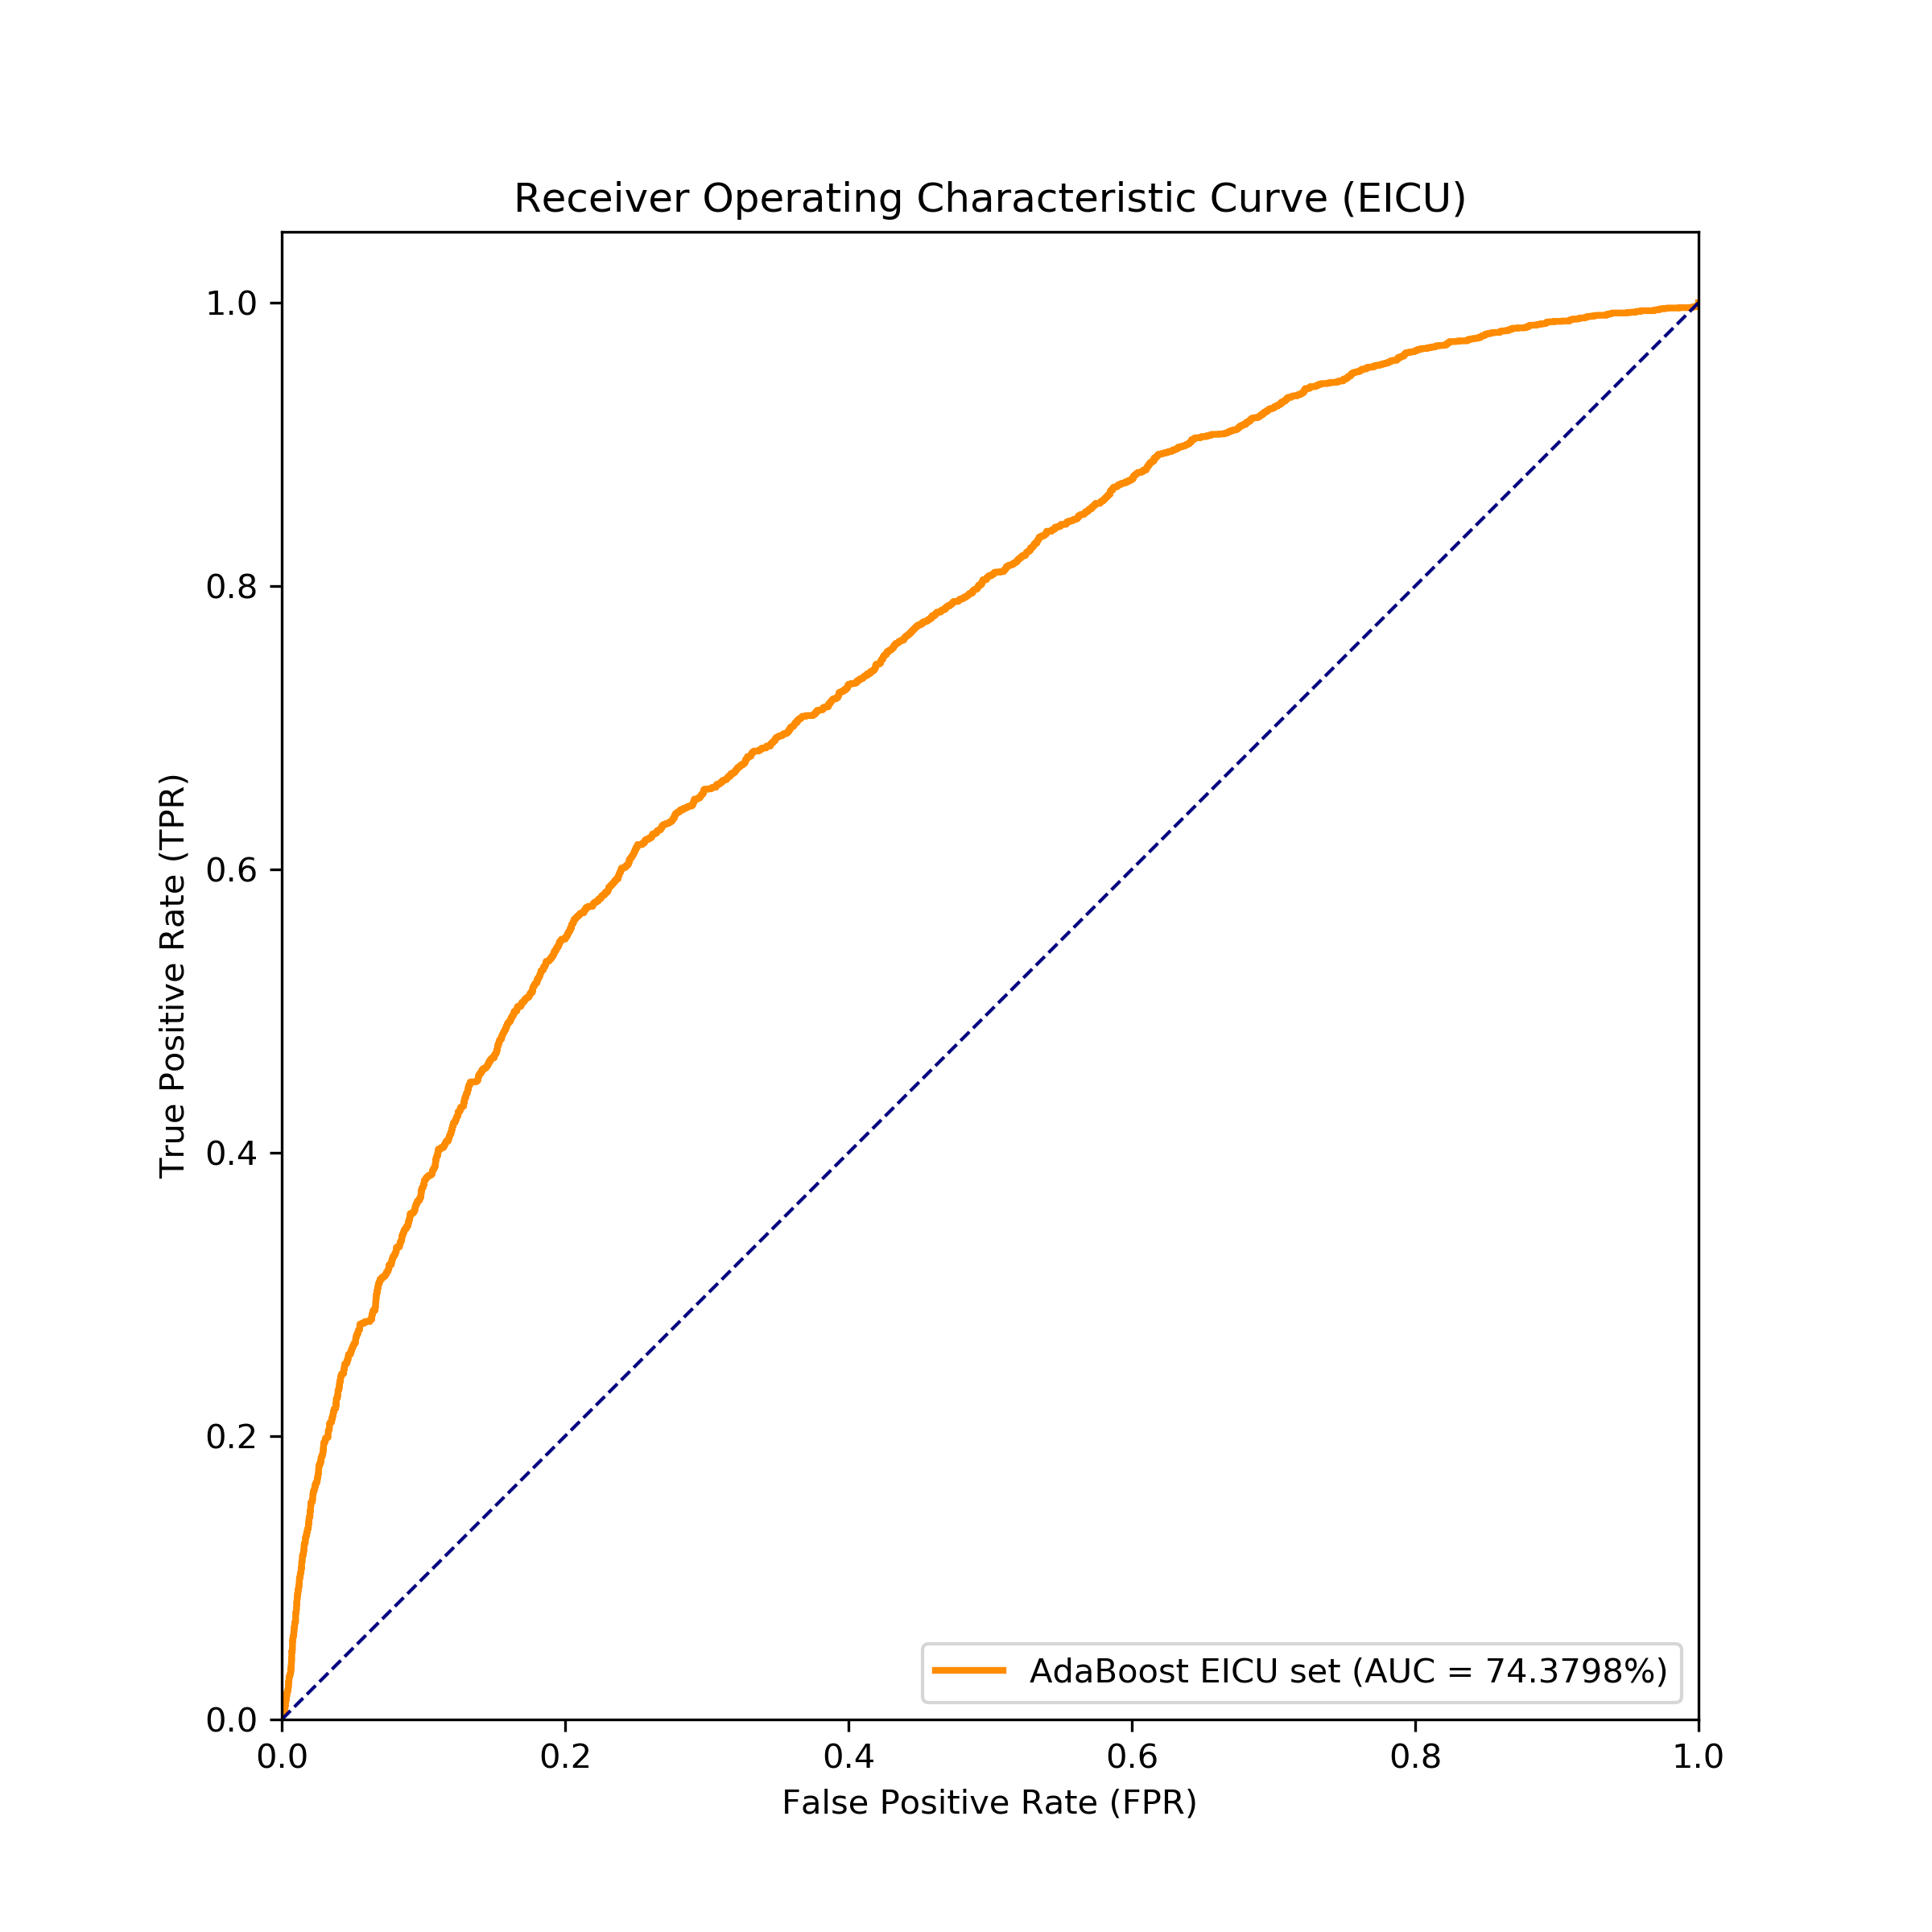 Receiver Operating Characteristic Curve (EICU)
True Positive Rate (TPR)
1.0
0.8
0.6
0.4
0.2
0.0
0.0 0.2 0.4 0.6 0.8 1.0
False Positive Rate (FPR)
AdaBoost EICU set (AUC = 74.3798%)